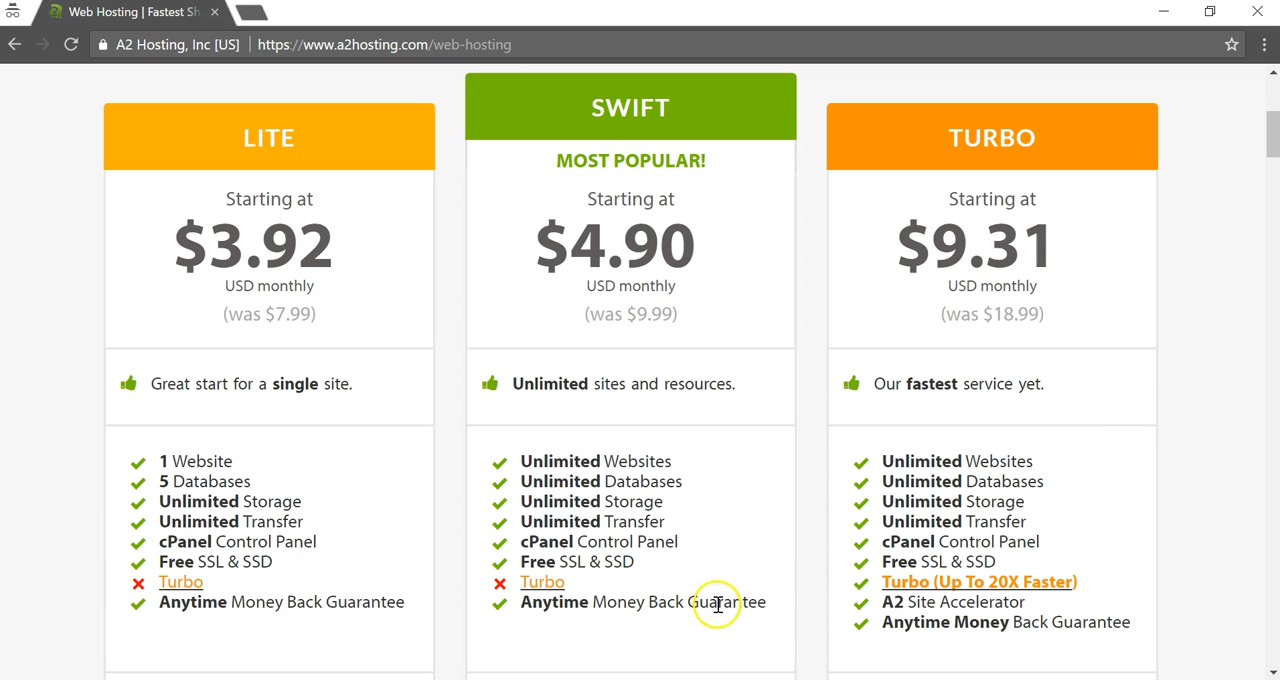 Web Hosting | Fastest Sh
A2 Hosting, Inc [US] https://www.a2hosting.com/web-hosting
LITE
Starting at
$3.92
USD monthly
(was $7.99)
Great start for a single site.
1 Website
5 Databases
Unlimited Storage
Unlimited Transfer
cPanel Control Panel
Free SSL & SSD
Turbo
Anytime Money Back Guarantee
SWIFT
MOST POPULAR!
Starting at
$4.90
USD monthly
(was $9.99)
Unlimited sites and resources.
Unlimited Websites
Unlimited Databases
Unlimited Storage
Unlimited Transfer
cPanel Control Panel
Free SSL & SSD
Turbo
Anytime Money Back Guarantee
TURBO
Starting at
$9.31
USD monthly
(was $18.99)
Our fastest service yet.
Unlimited Websites
Unlimited Databases
Unlimited Storage
Unlimited Transfer
cPanel Control Panel
Free SSL & SSD
Turbo (Up To 20X Faster)
A2 Site Accelerator
Anytime Money Back Guarantee